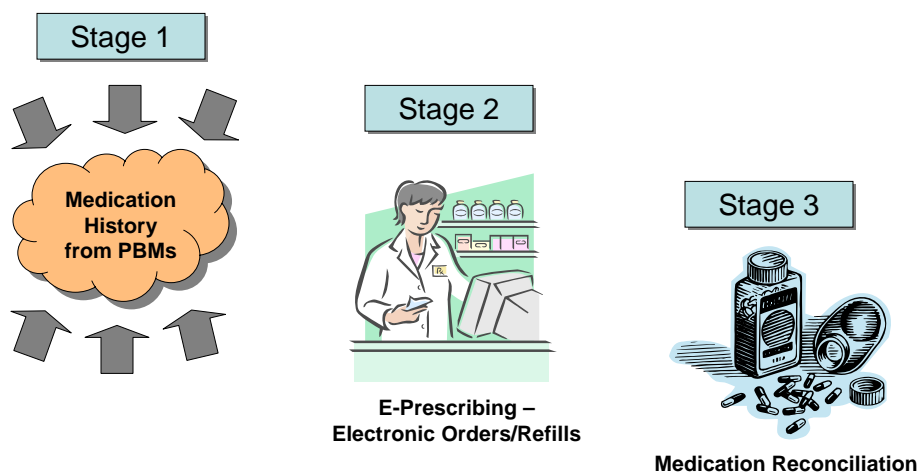 Stage 1
Medication
History
from PBMs
Stage 2
E-Prescribing –
Electronic Orders/Refills
Stage 3
Medication Reconciliation